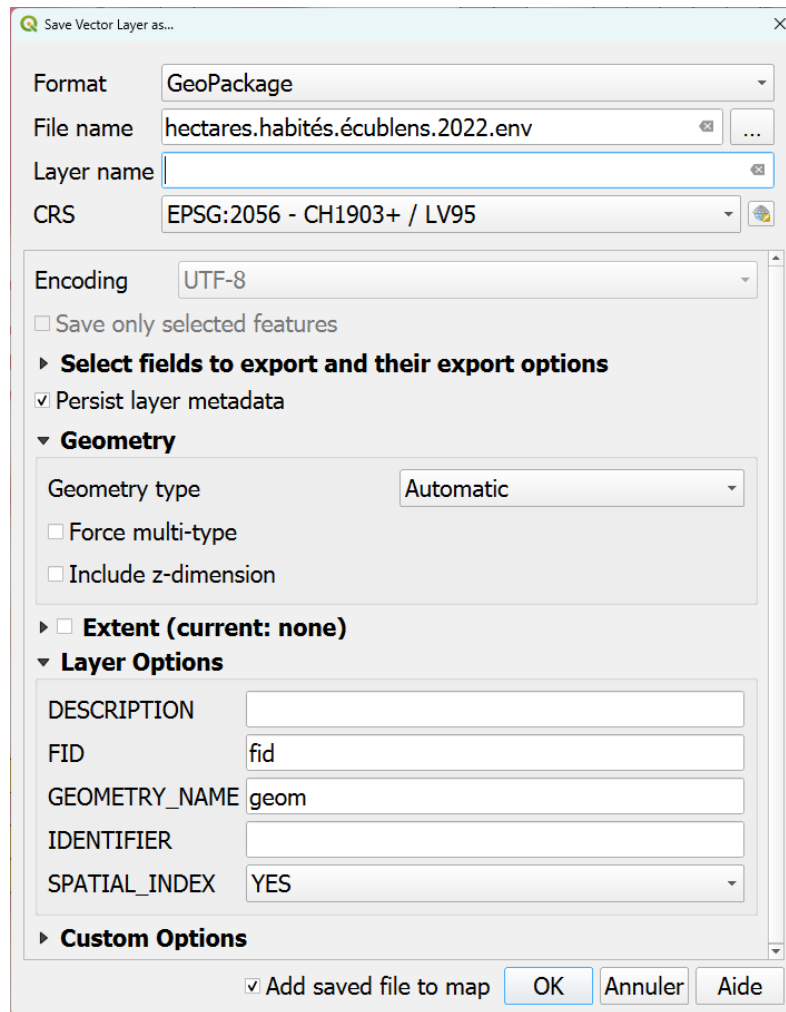 Save Vector Layer as...
Format GeoPackage
File name hectares.habités.écublens.2022.env ...
Layer name
CRS EPSG:2056 - CH1903+ / LV95
Encoding UTF-8
Save only selected features
Select fields to export and their export options
Persist layer metadata
Geometry
Geometry type Automatic
Force multi-type
Include z-dimension
Extent (current: none)
Layer Options
DESCRIPTION
FID fid
GEOMETRY_NAME geom
IDENTIFIER
SPATIAL_INDEX YES
Custom Options
Add saved file to map OK Annuler Aide